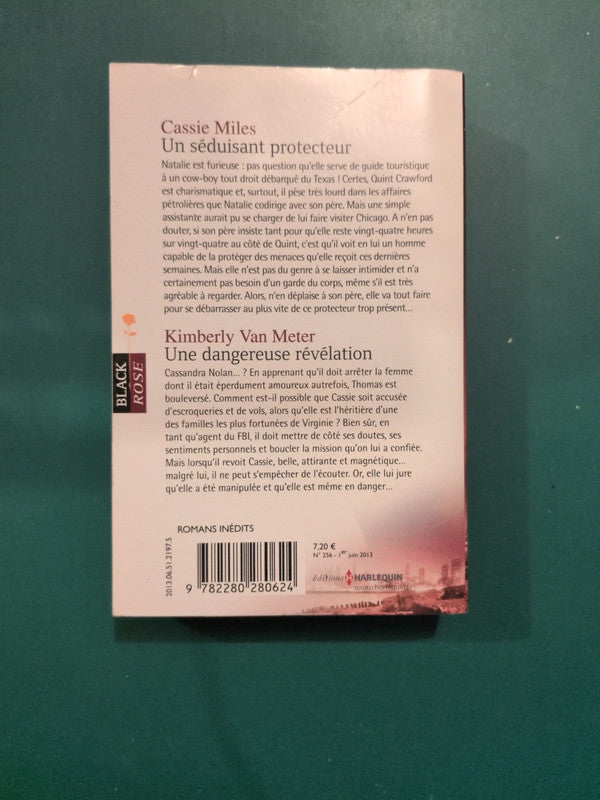 Cassie Miles
Un séduisant protecteur
Natalie est furieuse : pas question qu'elle serve de guide touristique
à un cow-boy tout droit débarqué du Texas ! Certes, Quint Crawford
est charismatique et, surtout, il pèse très lourd dans les affaires
pétrolières que Natalie codirige avec son père. Mais une simple
assistante aurait pu se charger de lui faire visiter Chicago. A n'en pas
douter, si son père insiste tant pour qu'elle reste vingt-quatre heures
sur vingt-quatre au côté de Quint, c'est qu'il voit en lui un homme
capable de la protéger des menaces qu'elle reçoit ces dernières
semaines. Mais elle n'est pas du genre à se laisser intimider et n'a
certainement pas besoin d'un garde du corps, même s'il est très
agréable à regarder. Alors, n'en déplaise à son père, elle va tout faire
pour se débarrasser au plus vite de ce protecteur trop présent...
Kimberly Van Meter
Une dangereuse révélation
Cassandra Nolan... ? En apprenant qu'il doit arrêter la femme
dont il était éperdument amoureux autrefois, Thomas est
bouleversé. Comment est-il possible que Cassie soit accusée
d'escroqueries et de vols, alors qu'elle est l'héritière d'une
des familles les plus fortunées de Virginie ? Bien sûr, en
tant qu'agent du FBI, il doit mettre de côté ses doutes, ses
sentiments personnels et boucler la mission qu'on lui a confiée.
Mais lorsqu'il revoit Cassie, belle, attirante et magnétique...
malgré lui, il ne peut s'empêcher de l'écouter. Or, elle lui jure
qu'elle a été manipulée et qu'elle est même en danger...
BLACK
ROSE
ROMANS INÉDITS
2013.06.51.2197.5
9 782280 280624
7,20 €
N° 256 - 1er juin 2013
éditions HARLEQUIN